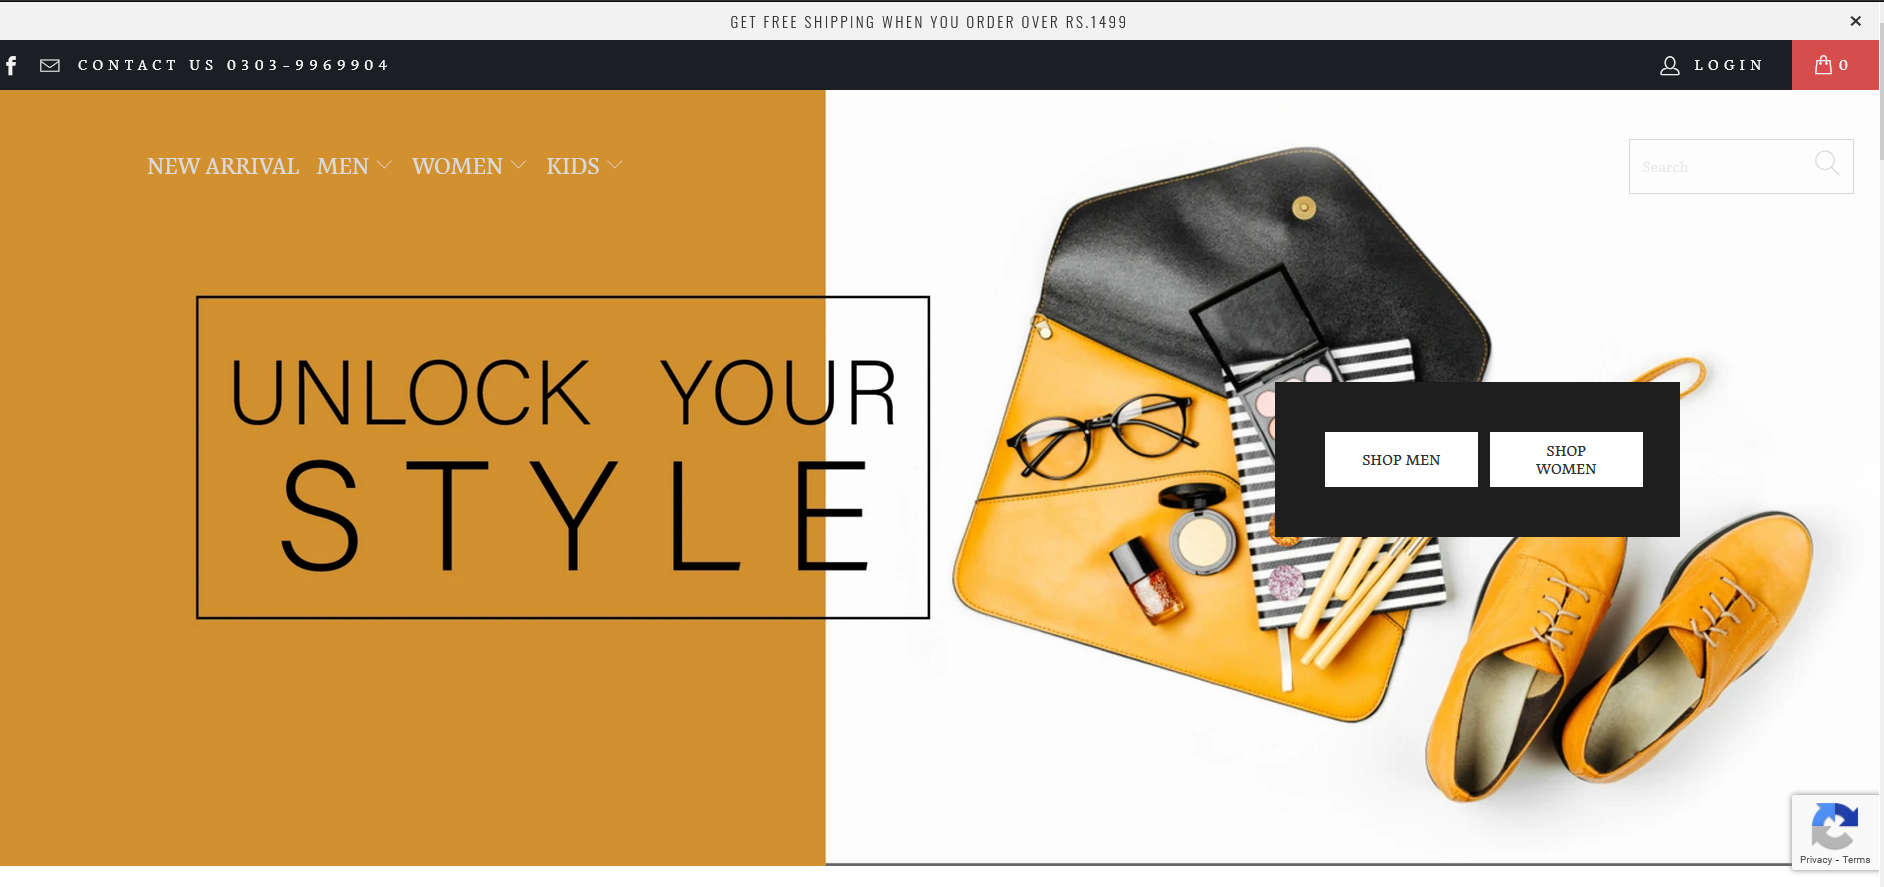 GET FREE SHIPPING WHEN YOU ORDER OVER RS.1499
CONTACT US 0303-9969904
LOGIN
0
NEW ARRIVAL MEN WOMEN KIDS
Search
UNLOCK YOUR
STYLE
SHOP MEN
SHOP
WOMEN
Privacy - Terms